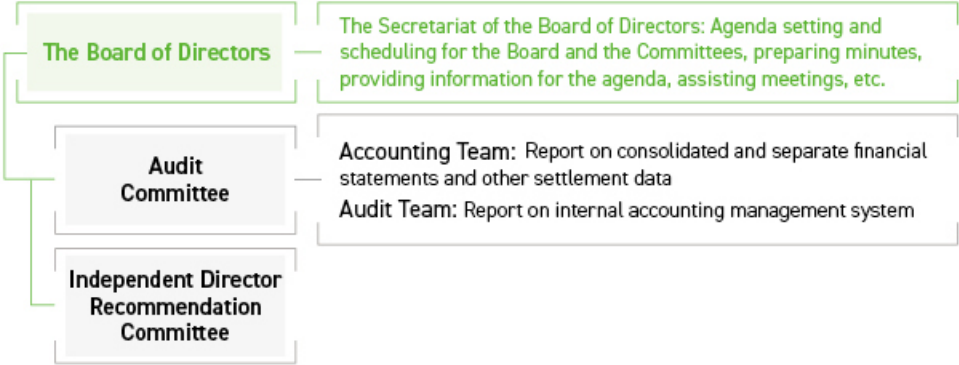 The Board of Directors
The Secretariat of the Board of Directors: Agenda setting and
scheduling for the Board and the Committees, preparing minutes,
providing information for the agenda, assisting meetings, etc.
Audit
Committee
Accounting Team: Report on consolidated and separate financial
statements and other settlement data
Audit Team: Report on internal accounting management system
Independent Director
Recommendation
Committee